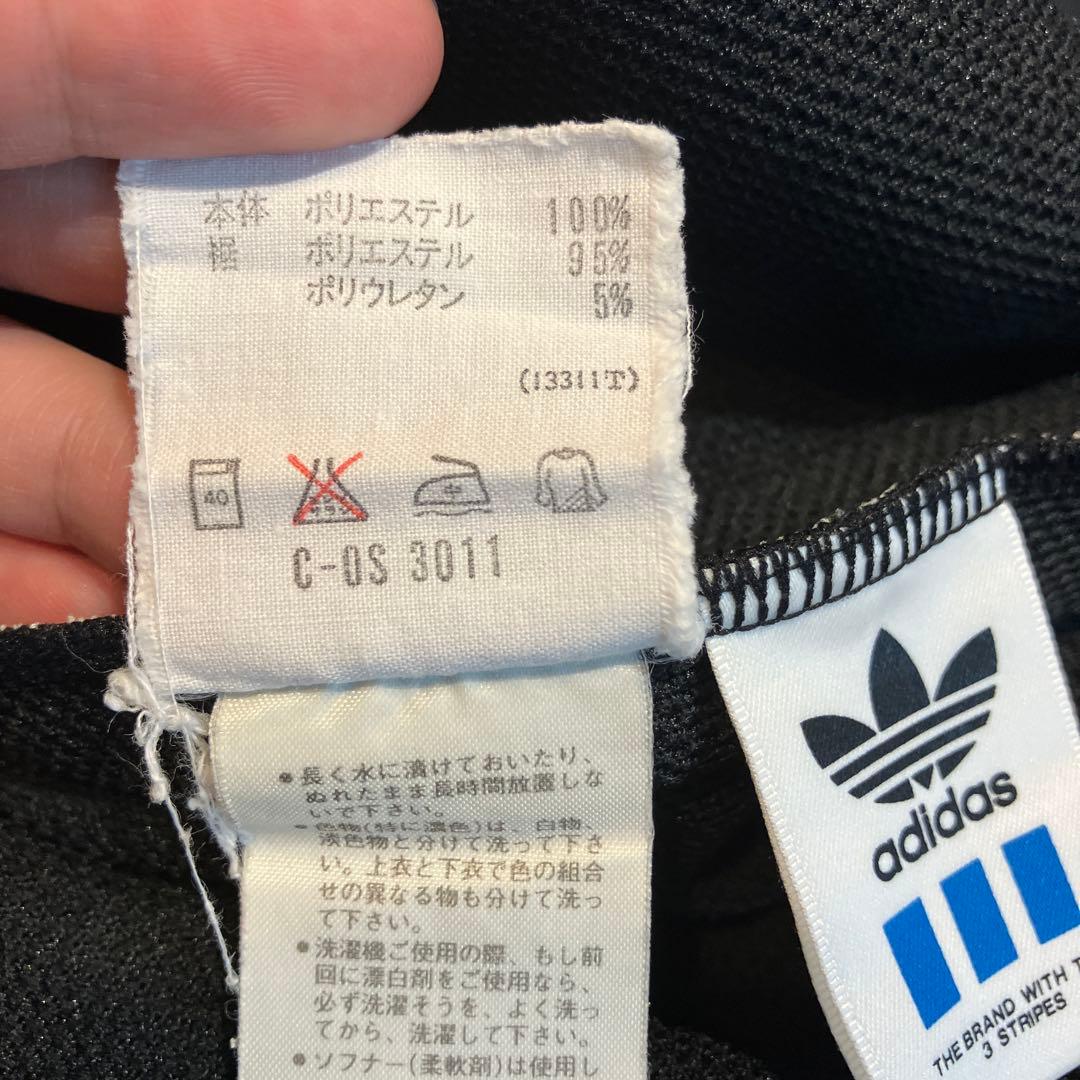 本体 ポリエステル 100%
裾 ポリエステル 95%
ポリウレタン 5%
(13311T)
40
C-OS 3011
•長く水に漬けておいたり、
ぬれたまま長時間放置しな
いで下さい。
•色物(特に濃色)は、白物、
淡色物と分けて洗って下さ
い。上衣と下衣で色の組合
せの異なる物も分けて洗っ
て下さい。
•洗濯機ご使用の際、もし前
回に漂白剤をご使用なら、
必ず洗濯そうを、よく洗っ
てから、洗濯して下さい。
•ソフナー(柔軟剤)は使用し
adidas
THE BRAND WITH T
3 STRIPES